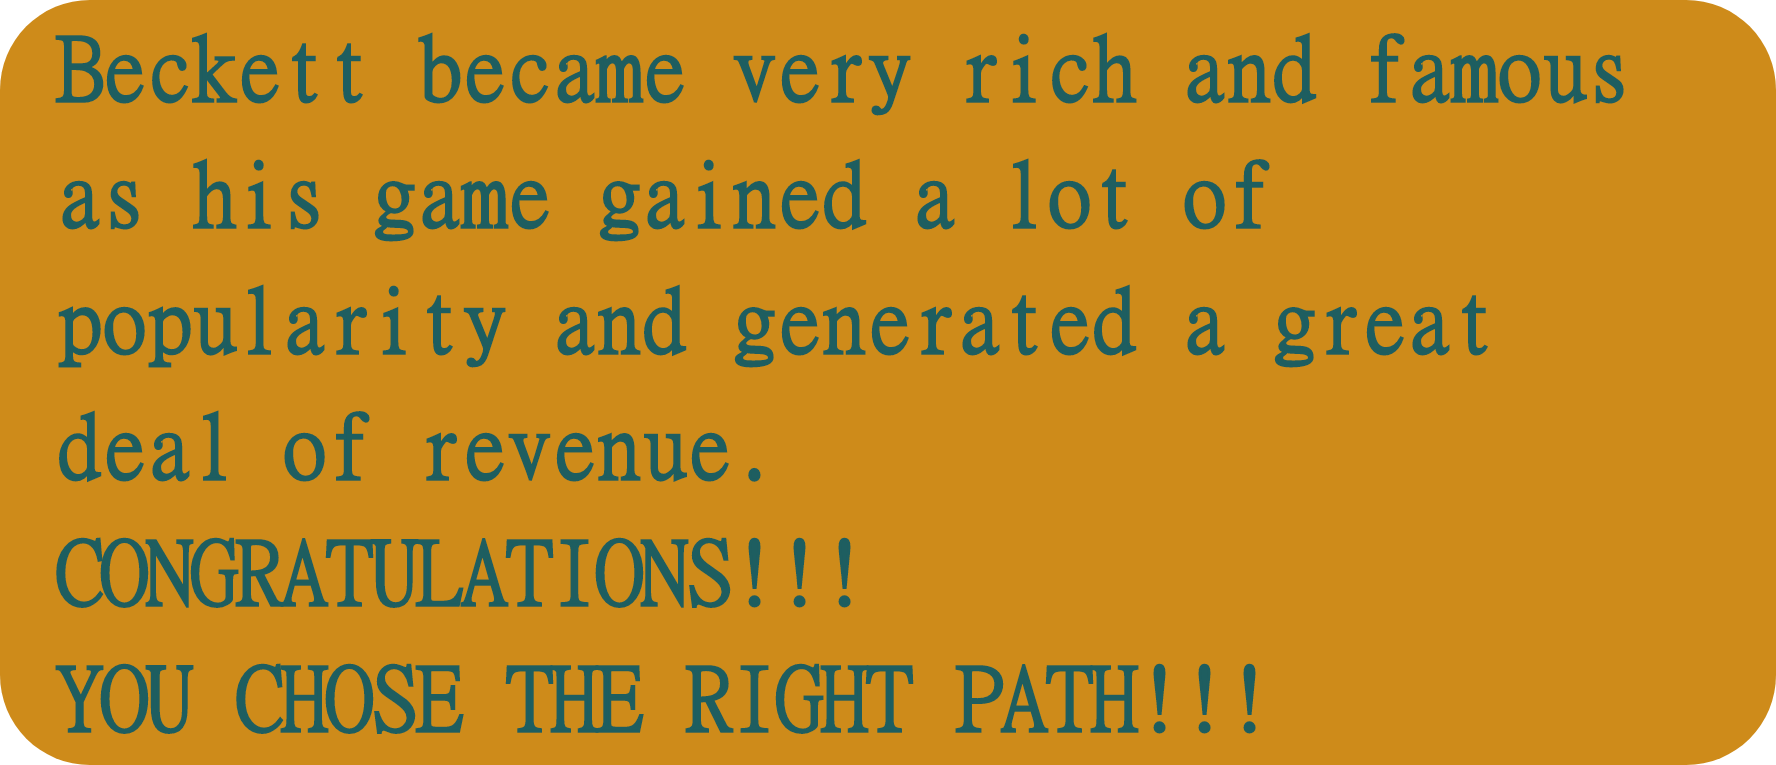 Beckett became very rich and famous
as his game gained a lot of
popularity and generated a great
deal of revenue.
CONGRATULATIONS!!!
YOU CHOSE THE RIGHT PATH!!!